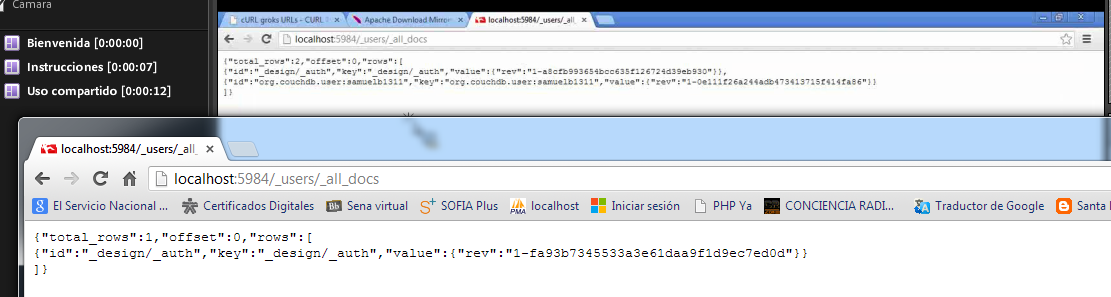 Camara
Bienvenida [0:00:00]
Instrucciones [0:00:07]
Uso compartido [0:00:12]
cURL groks URLs - CURL
Apache Download Mirror
localhost:5984/_users/_all
localhost:5984/_users/_all_docs
{"total_rows":2,"offset":0,"rows":[
{"id":"_design/_auth","key":"_design/_auth","value":{"rev":"1-a8cfb993654bcc635f126724d39eb930"}},
{"id":"org.couchdb.user:samuelb1311","key":"org.couchdb.user:samuelb1311","value":{"rev":"1-0e111f26a244adb473413715f414fa86"}}
]}
localhost:5984/_users/_all_
localhost:5984/_users/_all_docs
El Servicio Nacional ...
Certificados Digitales
Bb Sena virtual
S+ SOFIA Plus
PMA localhost
Iniciar sesión
PHP Ya
CONCIENCIA RADI...
Traductor de Google
Santa
{"total_rows":1,"offset":0,"rows":[
{"id":"_design/_auth","key":"_design/_auth","value":{"rev":"1-fa93b7345533a3e61daa9f1d9ec7ed0d"}}
]}